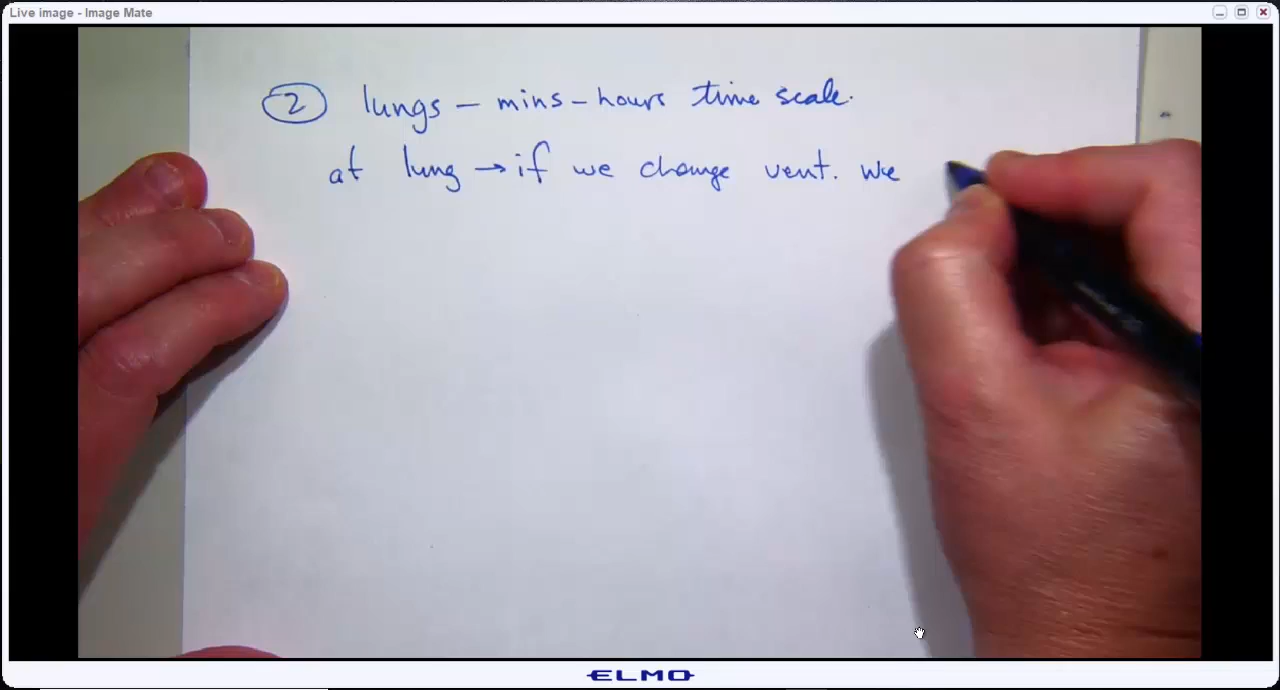 Live image - Image Mate
② lungs – mins – hours time scale.
at lung → if we change vent. we
ELMO